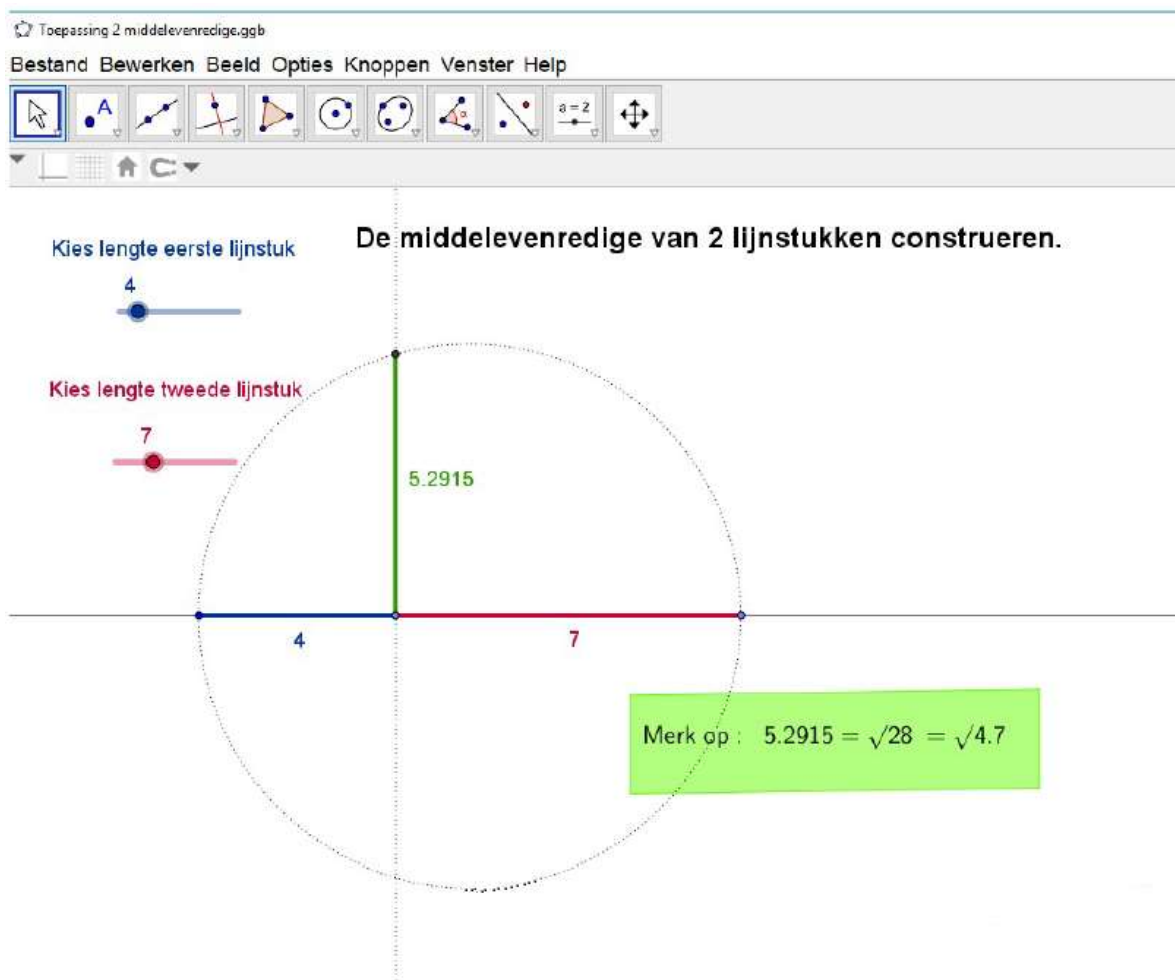 Toepassing 2 middelevenredige.ggb
Bestand Bewerken Beeld Opties Knoppen Venster Help
A
α
a = 2
De middelevenredige van 2 lijnstukken construeren.
Kies lengte eerste lijnstuk
4
Kies lengte tweede lijnstuk
7
5.2915
4
7
Merk op : 5.2915 = √28 = √4.7